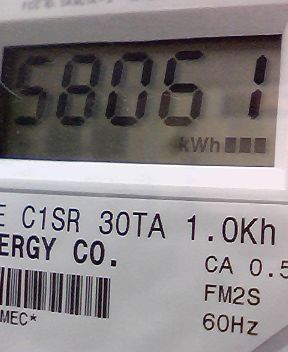 58061
kWh
E C1SR 30TA 1.0Kh
ERGY CO.
CA 0.5
FM2S
60Hz
MEC*